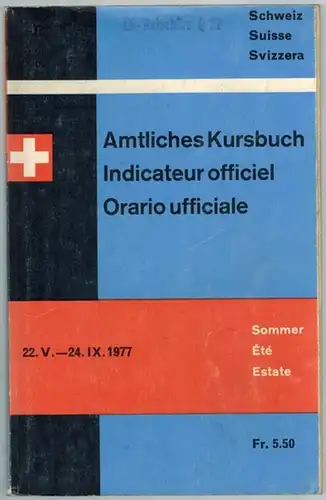 Schweiz
Suisse
Svizzera
Amtliches Kursbuch
Indicateur officiel
Orario ufficiale
22.V.—24.IX.1977
Sommer
Été
Estate
Fr. 5.50